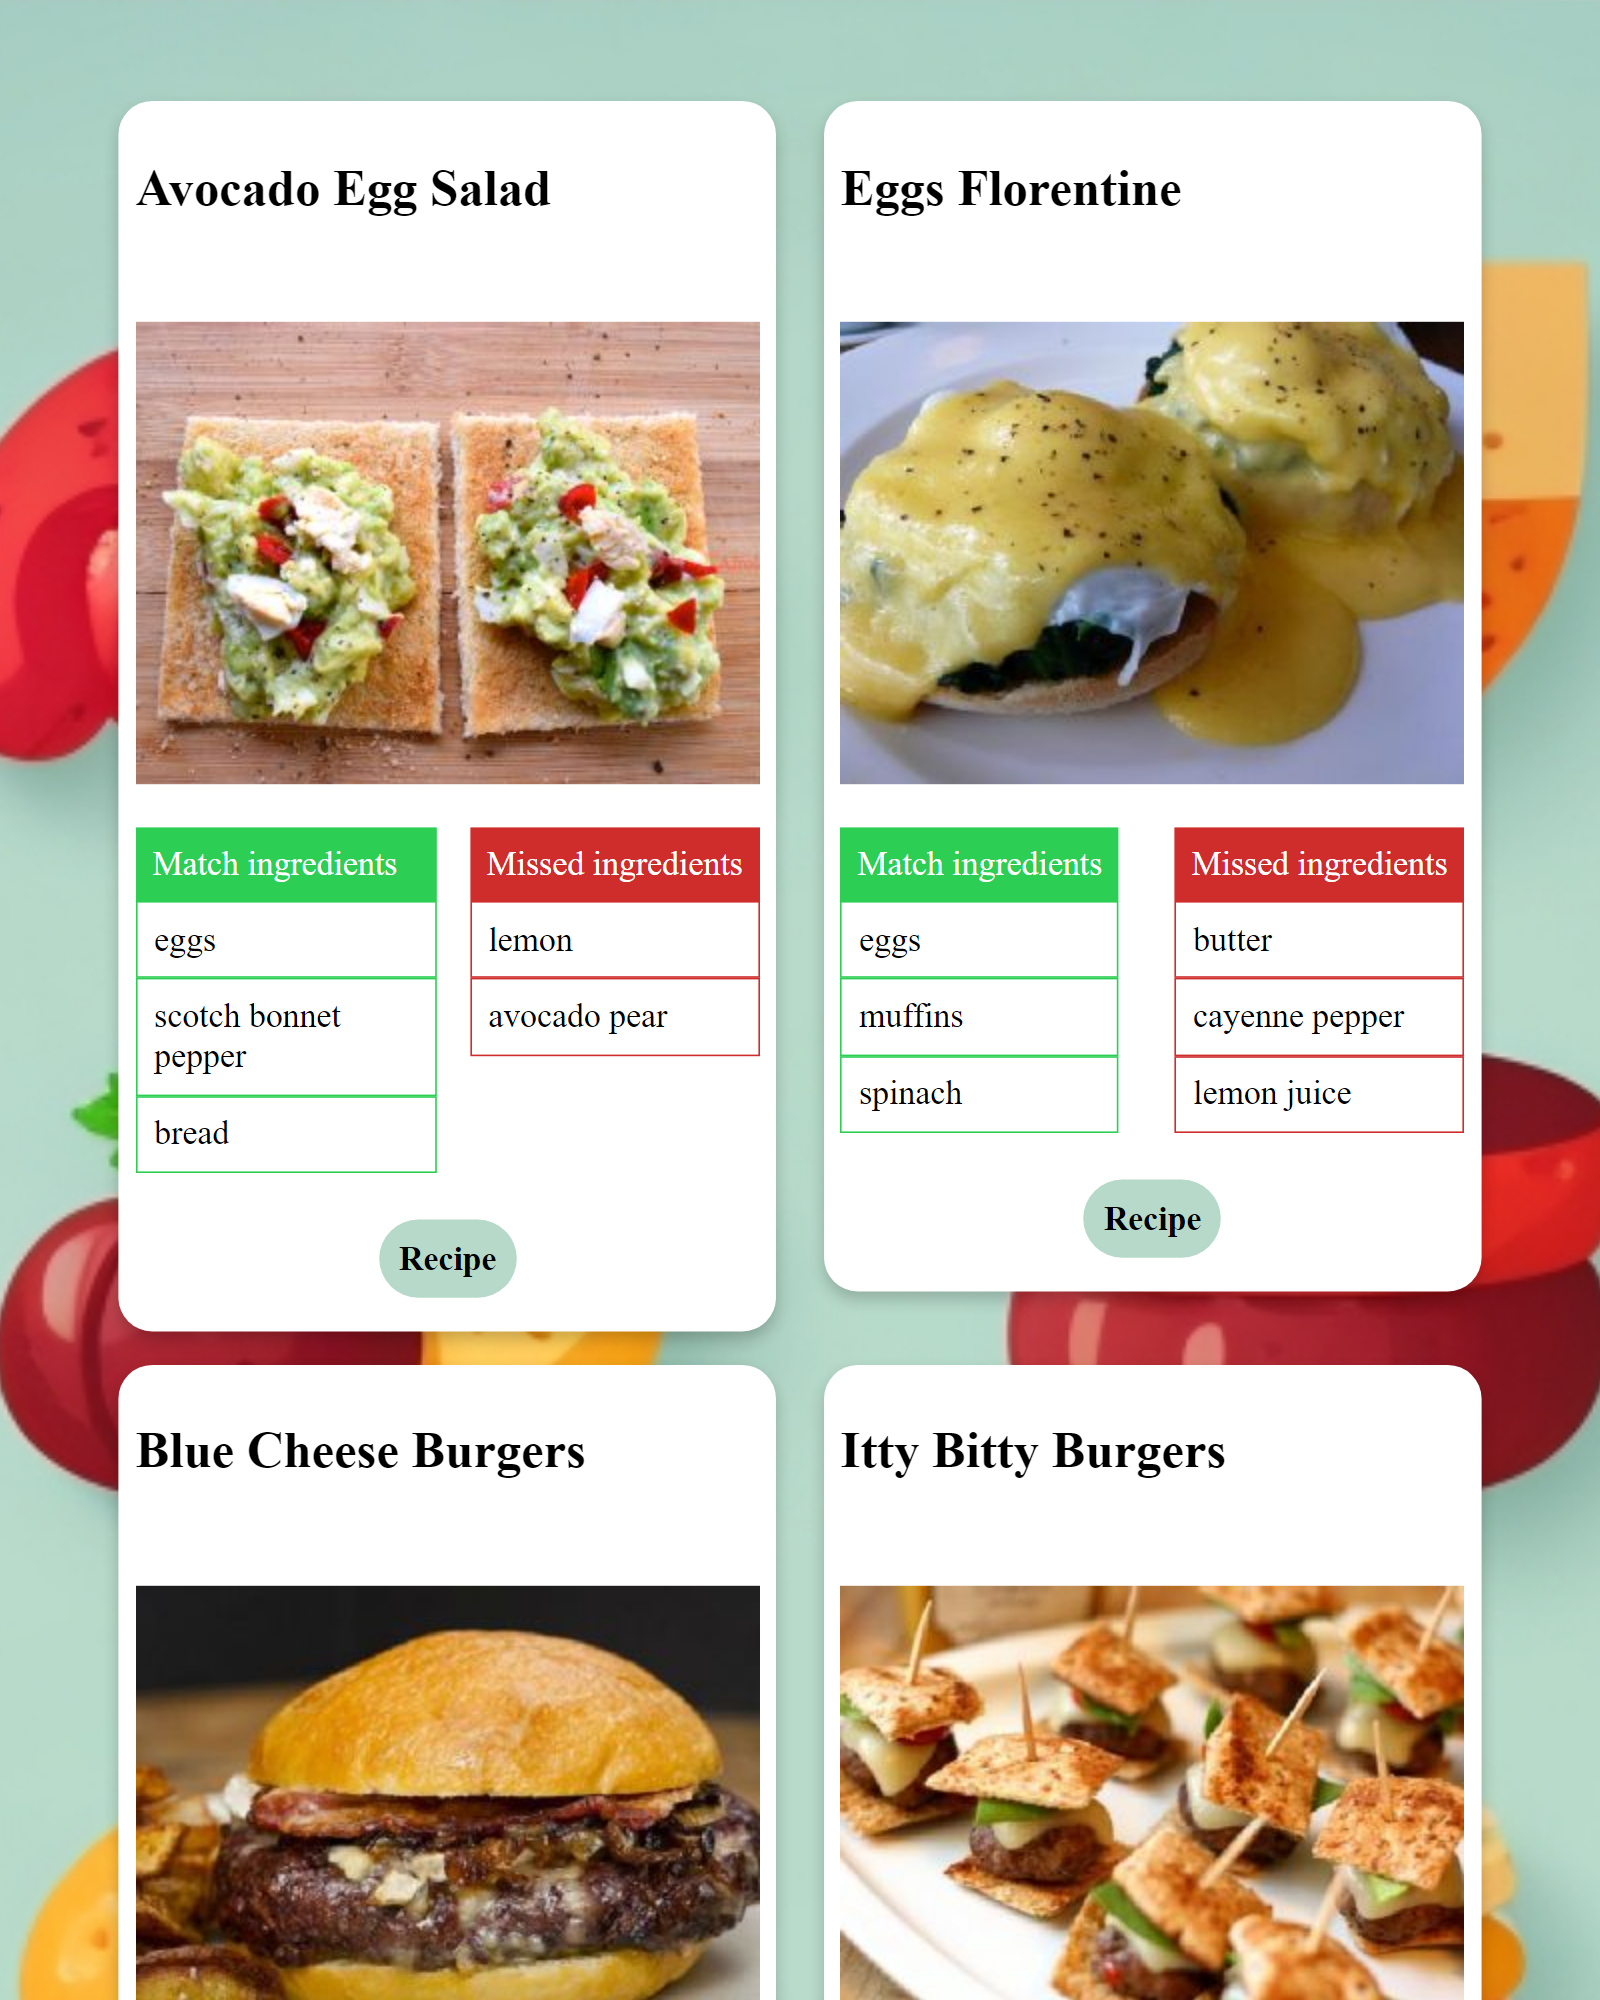 Avocado Egg Salad
Match ingredients
eggs
scotch bonnet
pepper
bread
Missed ingredients
lemon
avocado pear
Recipe
Eggs Florentine
Match ingredients
eggs
muffins
spinach
Missed ingredients
butter
cayenne pepper
lemon juice
Recipe
Blue Cheese Burgers
Itty Bitty Burgers